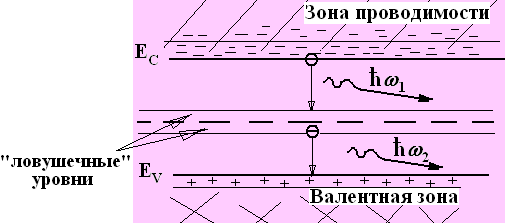 Зона проводимости
E_C
ħω₁
"ловушечные"
уровни
ħω₂
E_V
Валентная зона